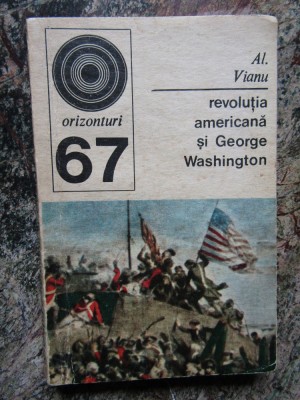 orizonturi
67
Al.
Vianu
revoluția
americană
și George
Washington